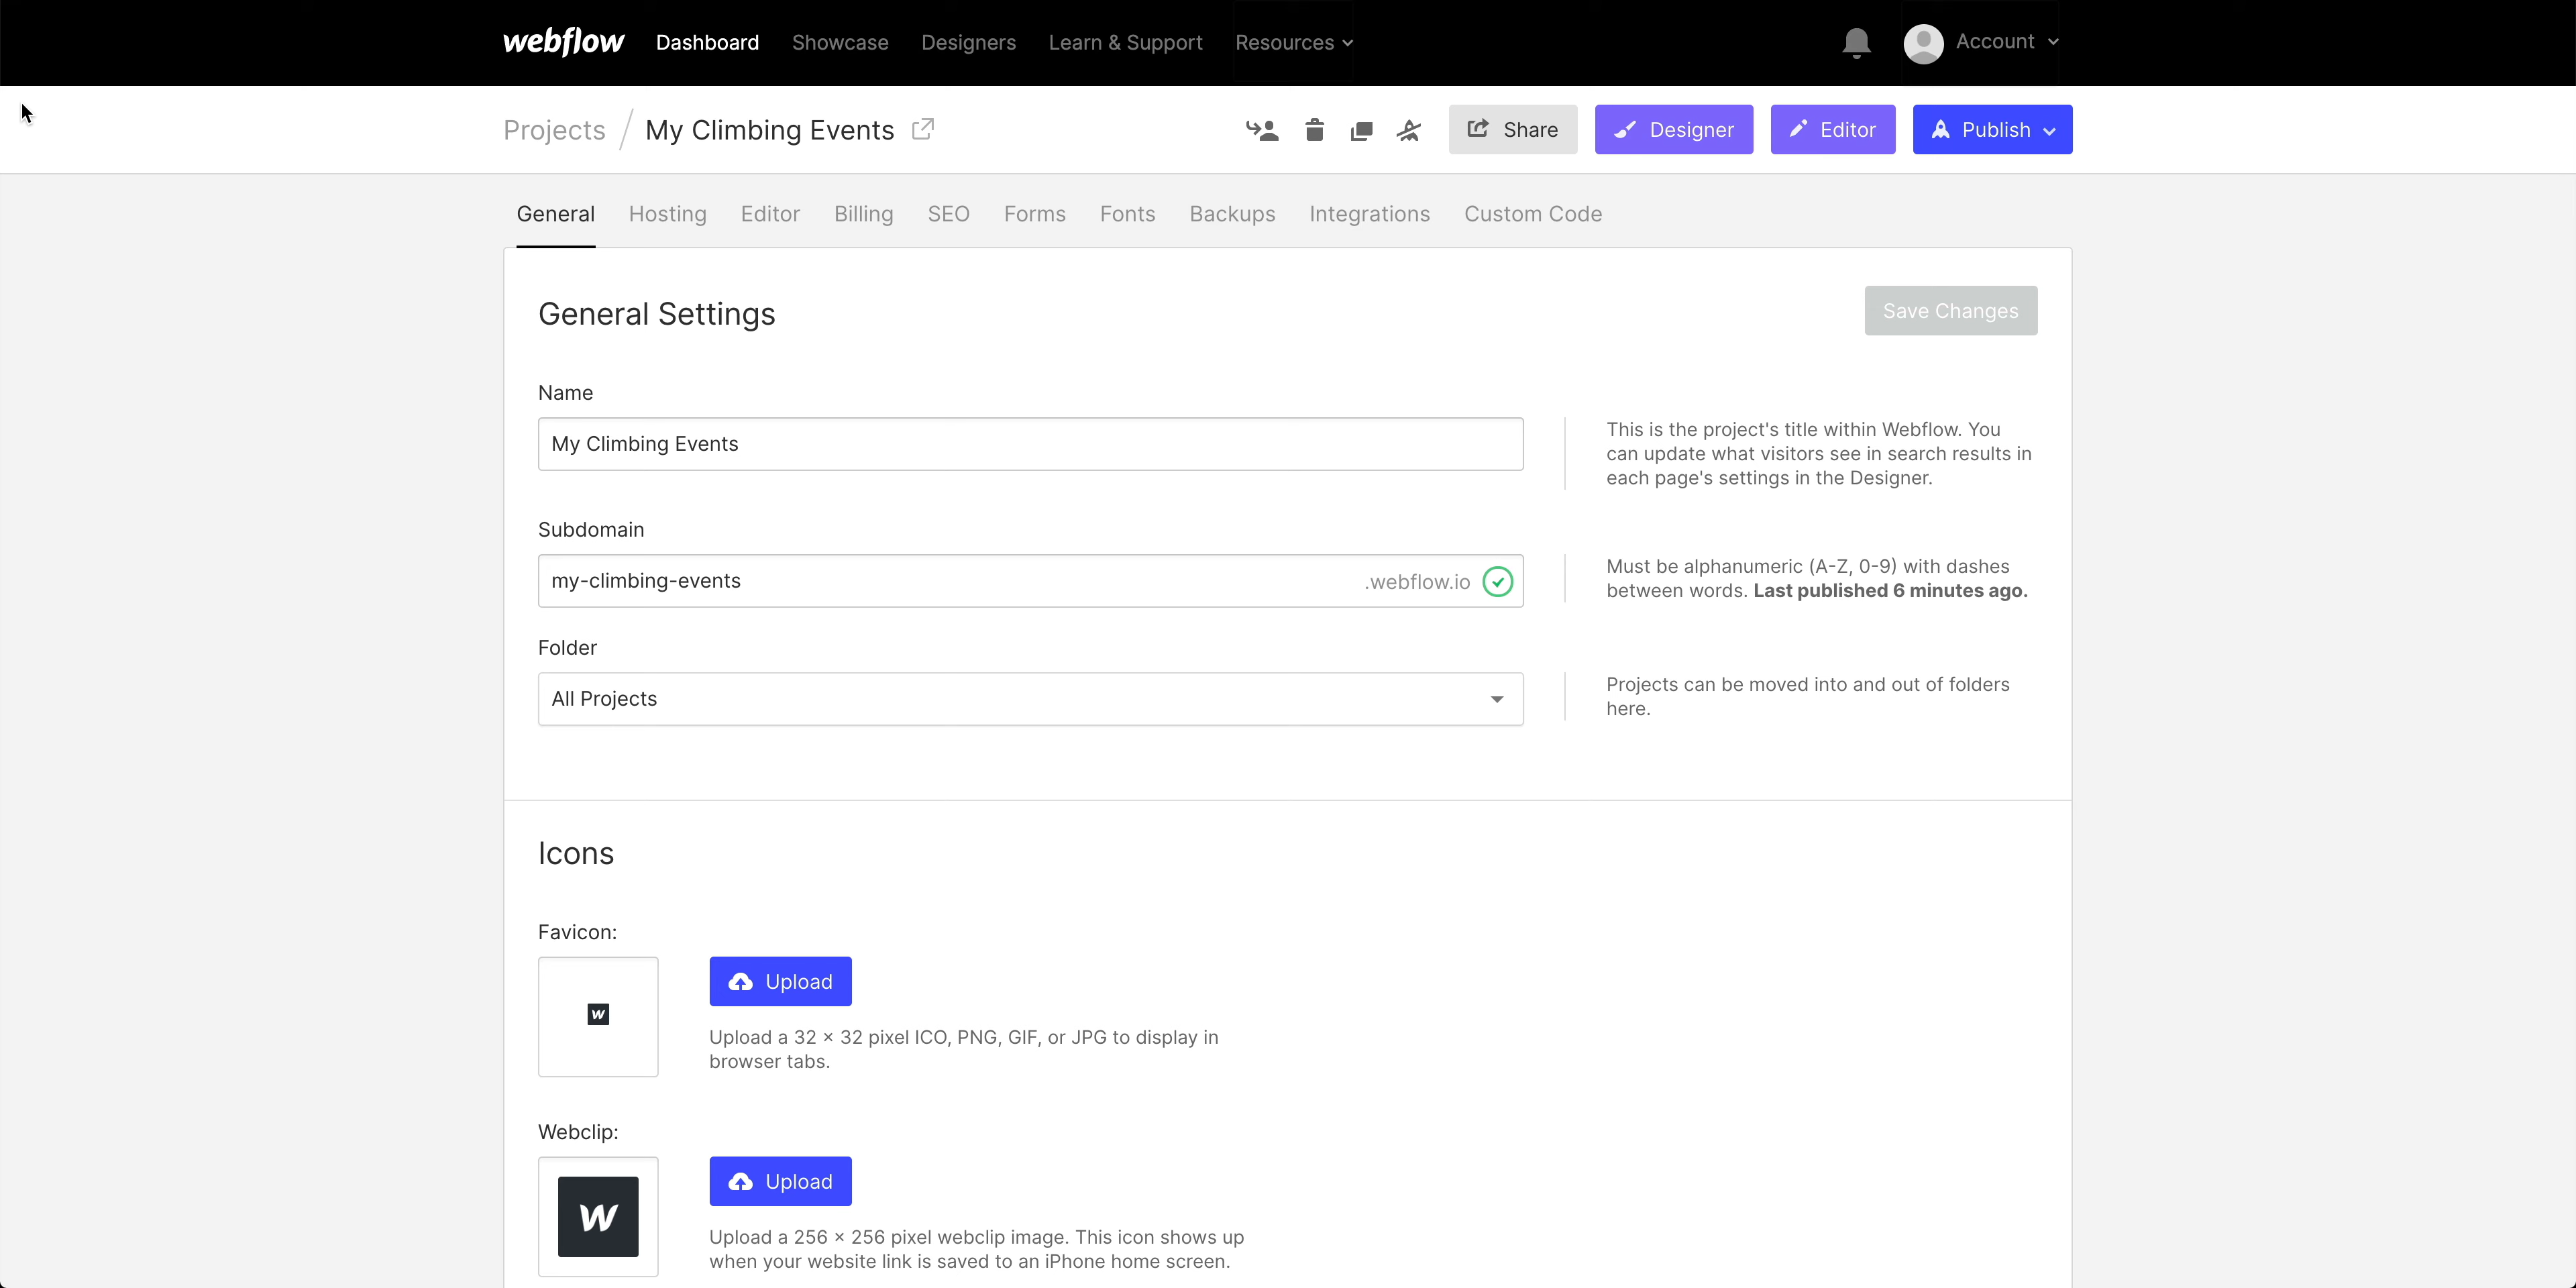 webflow Dashboard Showcase Designers Learn & Support Resources Account
Projects / My Climbing Events Share Designer Editor Publish
General Hosting Editor Billing SEO Forms Fonts Backups Integrations Custom Code
General Settings Save Changes
Name
My Climbing Events
This is the project's title within Webflow. You
can update what visitors see in search results in
each page's settings in the Designer.
Subdomain
my-climbing-events .webflow.io
Must be alphanumeric (A-Z, 0-9) with dashes
between words. Last published 6 minutes ago.
Folder
All Projects
Projects can be moved into and out of folders
here.
Icons
Favicon:
W
Upload
Upload a 32 × 32 pixel ICO, PNG, GIF, or JPG to display in
browser tabs.
Webclip:
W
Upload
Upload a 256 × 256 pixel webclip image. This icon shows up
when your website link is saved to an iPhone home screen.